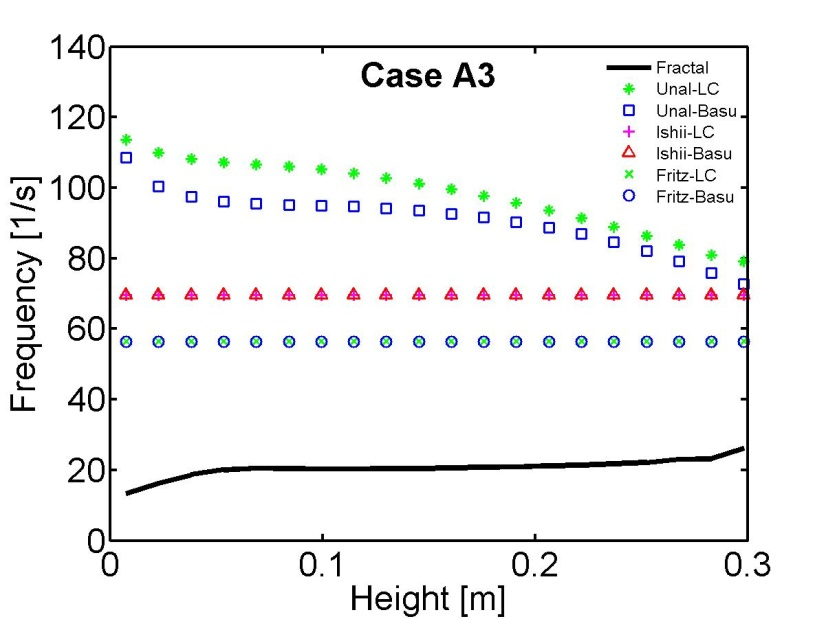 Case A3
Fractal
Unal-LC
Unal-Basu
Ishii-LC
Ishii-Basu
Fritz-LC
Fritz-Basu
Frequency [1/s]
140
120
100
80
60
40
20
0
0 0.1 0.2 0.3
Height [m]